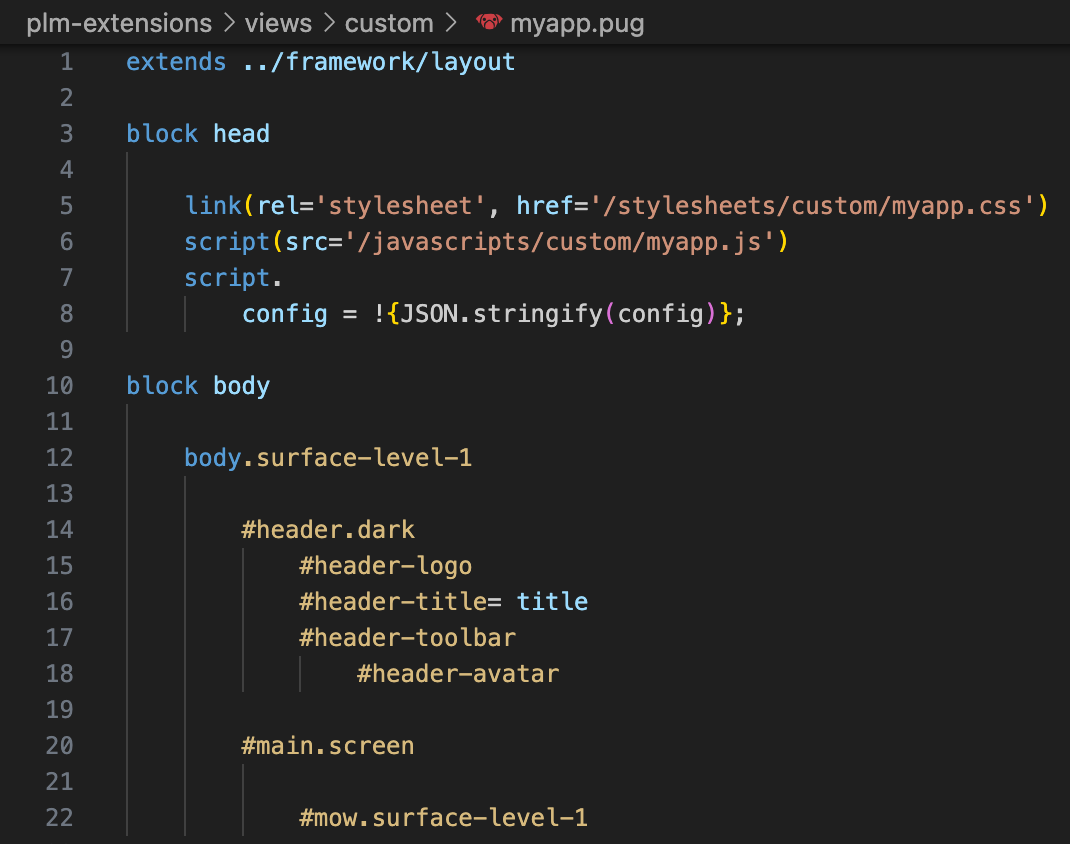 plm-extensions > views > custom > myapp.pug
1 extends ../framework/layout
2
3 block head
4
5 link(rel='stylesheet', href='/stylesheets/custom/myapp.css')
6 script(src='/javascripts/custom/myapp.js')
7 script.
8 config = !{JSON.stringify(config)};
9
10 block body
11
12 body.surface-level-1
13
14 #header.dark
15 #header-logo
16 #header-title= title
17 #header-toolbar
18 #header-avatar
19
20 #main.screen
21
22 #mow.surface-level-1